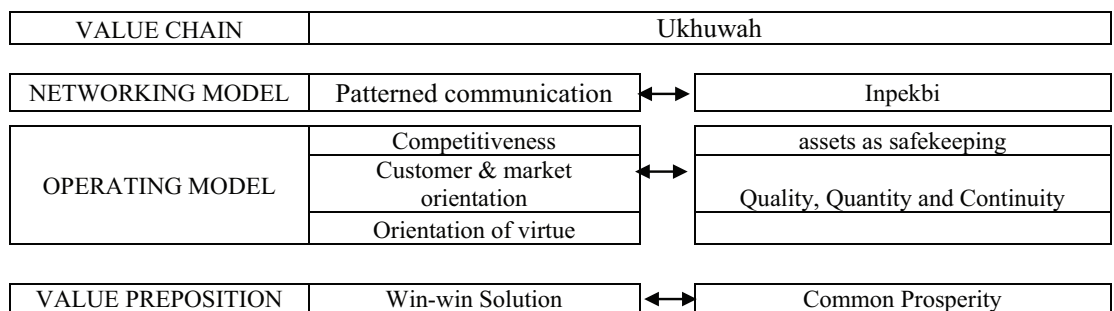 VALUE CHAIN Ukhuwah
NETWORKING MODEL Patterned communication Inpekbi
OPERATING MODEL
Competitiveness
Customer & market
orientation
Orientation of virtue
assets as safekeeping
Quality, Quantity and Continuity
VALUE PREPOSITION Win-win Solution Common Prosperity